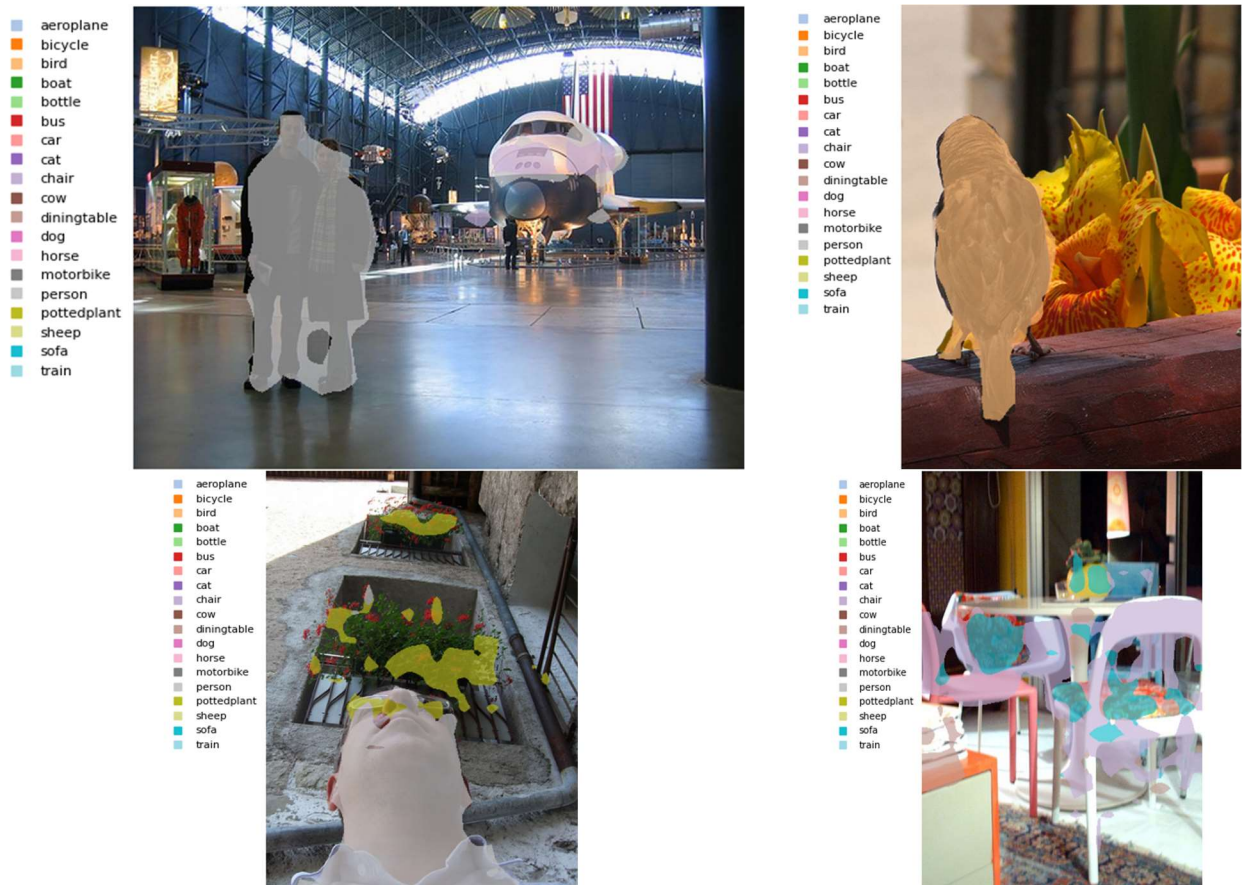 aeroplane
bicycle
bird
boat
bottle
bus
car
cat
chair
cow
diningtable
dog
horse
motorbike
person
pottedplant
sheep
sofa
train
aeroplane
bicycle
bird
boat
bottle
bus
car
cat
chair
cow
diningtable
dog
horse
motorbike
person
pottedplant
sheep
sofa
train
aeroplane
bicycle
bird
boat
bottle
bus
car
cat
chair
cow
diningtable
dog
horse
motorbike
person
pottedplant
sheep
sofa
train
aeroplane
bicycle
bird
boat
bottle
bus
car
cat
chair
cow
diningtable
dog
horse
motorbike
person
pottedplant
sheep
sofa
train